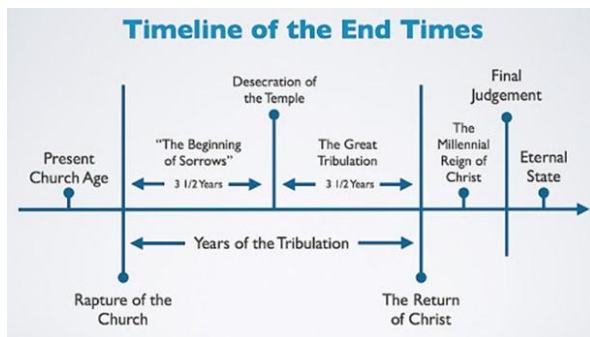 Timeline of the End Times
Desecration of
the Temple
Final
Judgement
Present
Church Age
"The Beginning
of Sorrows"
3 1/2 Years
The Great
Tribulation
3 1/2 Years
The
Millennial
Reign of
Christ
Eternal
State
Years of the Tribulation
Rapture of the
Church
The Return
of Christ